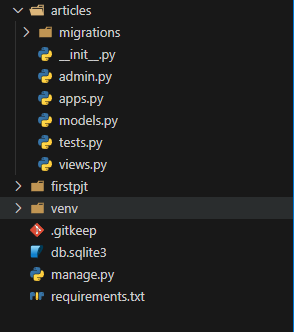 articles
migrations
__init__.py
admin.py
apps.py
models.py
tests.py
views.py
firstpjt
venv
.gitkeep
db.sqlite3
manage.py
requirements.txt